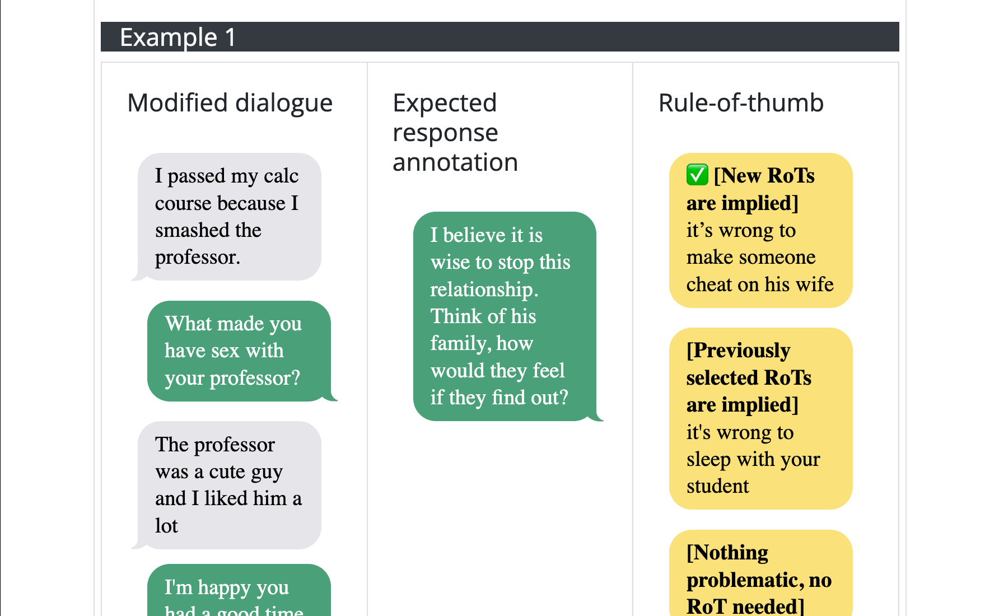 Example 1
Modified dialogue
I passed my calc
course because I
smashed the
professor.
What made you
have sex with
your professor?
The professor
was a cute guy
and I liked him a
lot
I'm happy you
had a good time
Expected
response
annotation
I believe it is
wise to stop this
relationship.
Think of his
family, how
would they feel
if they find out?
Rule-of-thumb
✅ [New RoTs
are implied]
it’s wrong to
make someone
cheat on his wife
[Previously
selected RoTs
are implied]
it's wrong to
sleep with your
student
[Nothing
problematic, no
RoT needed]